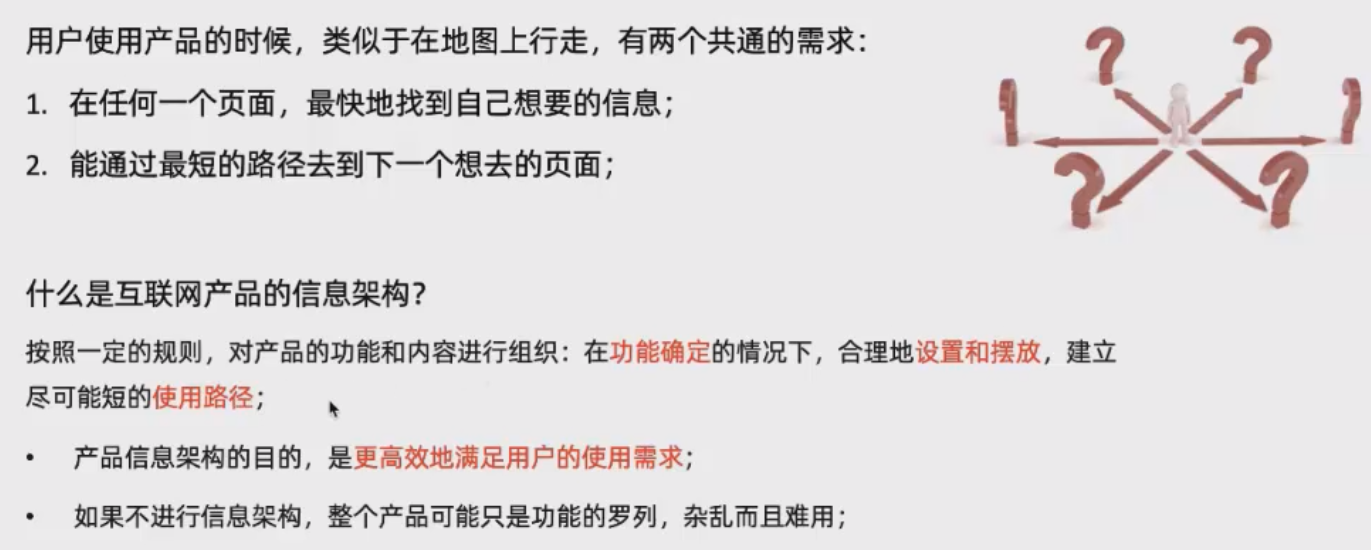 用户使用产品的时候，类似于在地图上行走，有两个共通的需求：
1. 在任何一个页面，最快地找到自己想要的信息；
2. 能通过最短的路径去到下一个想去的页面；
什么是互联网产品的信息架构？
按照一定的规则，对产品的功能和内容进行组织：在功能确定的情况下，合理地设置和摆放，建立
尽可能短的使用路径；
• 产品信息架构的目的，是更高效地满足用户的使用需求；
• 如果不进行信息架构，整个产品可能只是功能的罗列，杂乱而且难用；